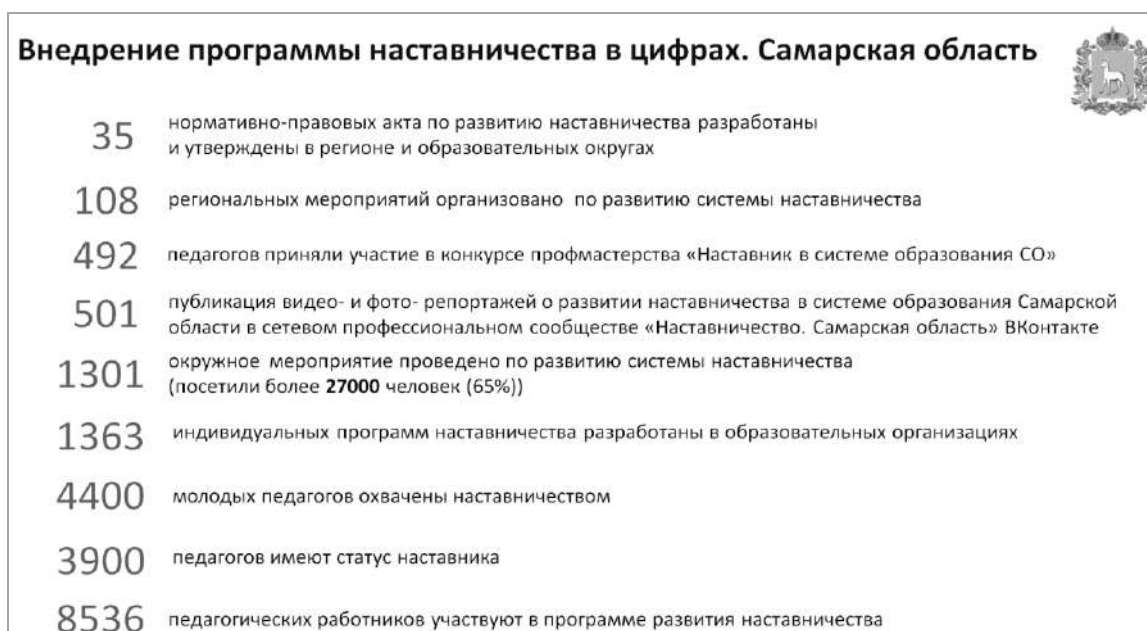 Внедрение программы наставничества в цифрах. Самарская область
35 нормативно-правовых акта по развитию наставничества разработаны
и утверждены в регионе и образовательных округах
108 региональных мероприятий организовано по развитию системы наставничества
492 педагогов приняли участие в конкурсе профмастерства «Наставник в системе образования СО»
501 публикация видео- и фото- репортажей о развитии наставничества в системе образования Самарской
области в сетевом профессиональном сообществе «Наставничество. Самарская область» ВКонтакте
1301 окружное мероприятие проведено по развитию системы наставничества
(посетили более 27000 человек (65%))
1363 индивидуальных программ наставничества разработаны в образовательных организациях
4400 молодых педагогов охвачены наставничеством
3900 педагогов имеют статус наставника
8536 педагогических работников участвуют в программе развития наставничества